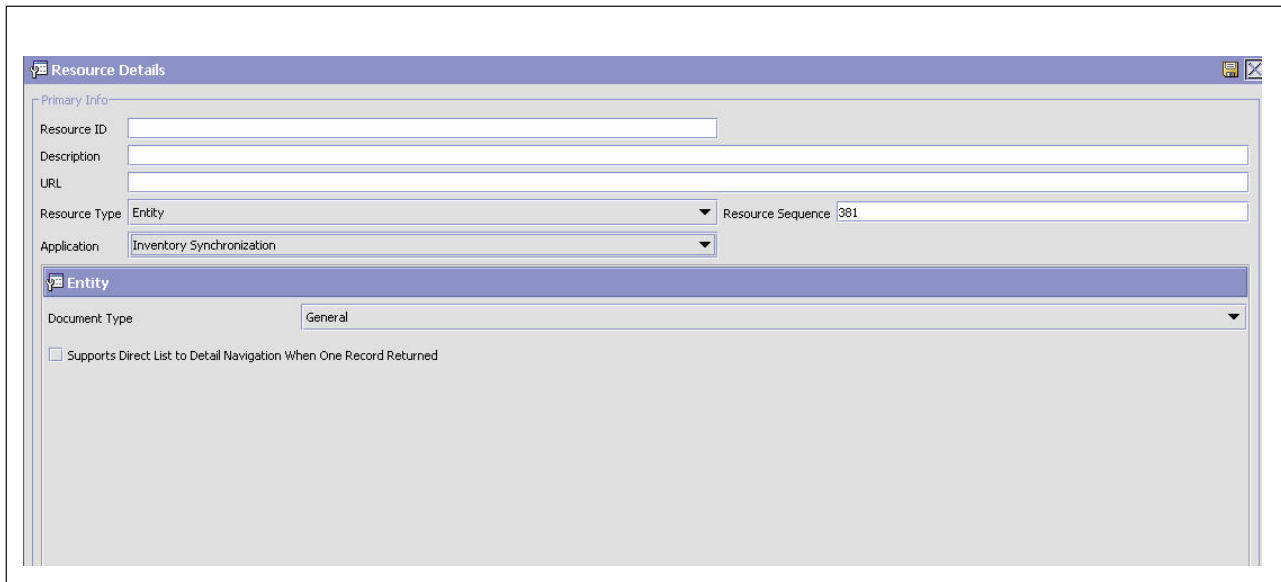 Resource Details
Primary Info
Resource ID
Description
URL
Resource Type Entity Resource Sequence 381
Application Inventory Synchronization
Entity
Document Type General
Supports Direct List to Detail Navigation When One Record Returned